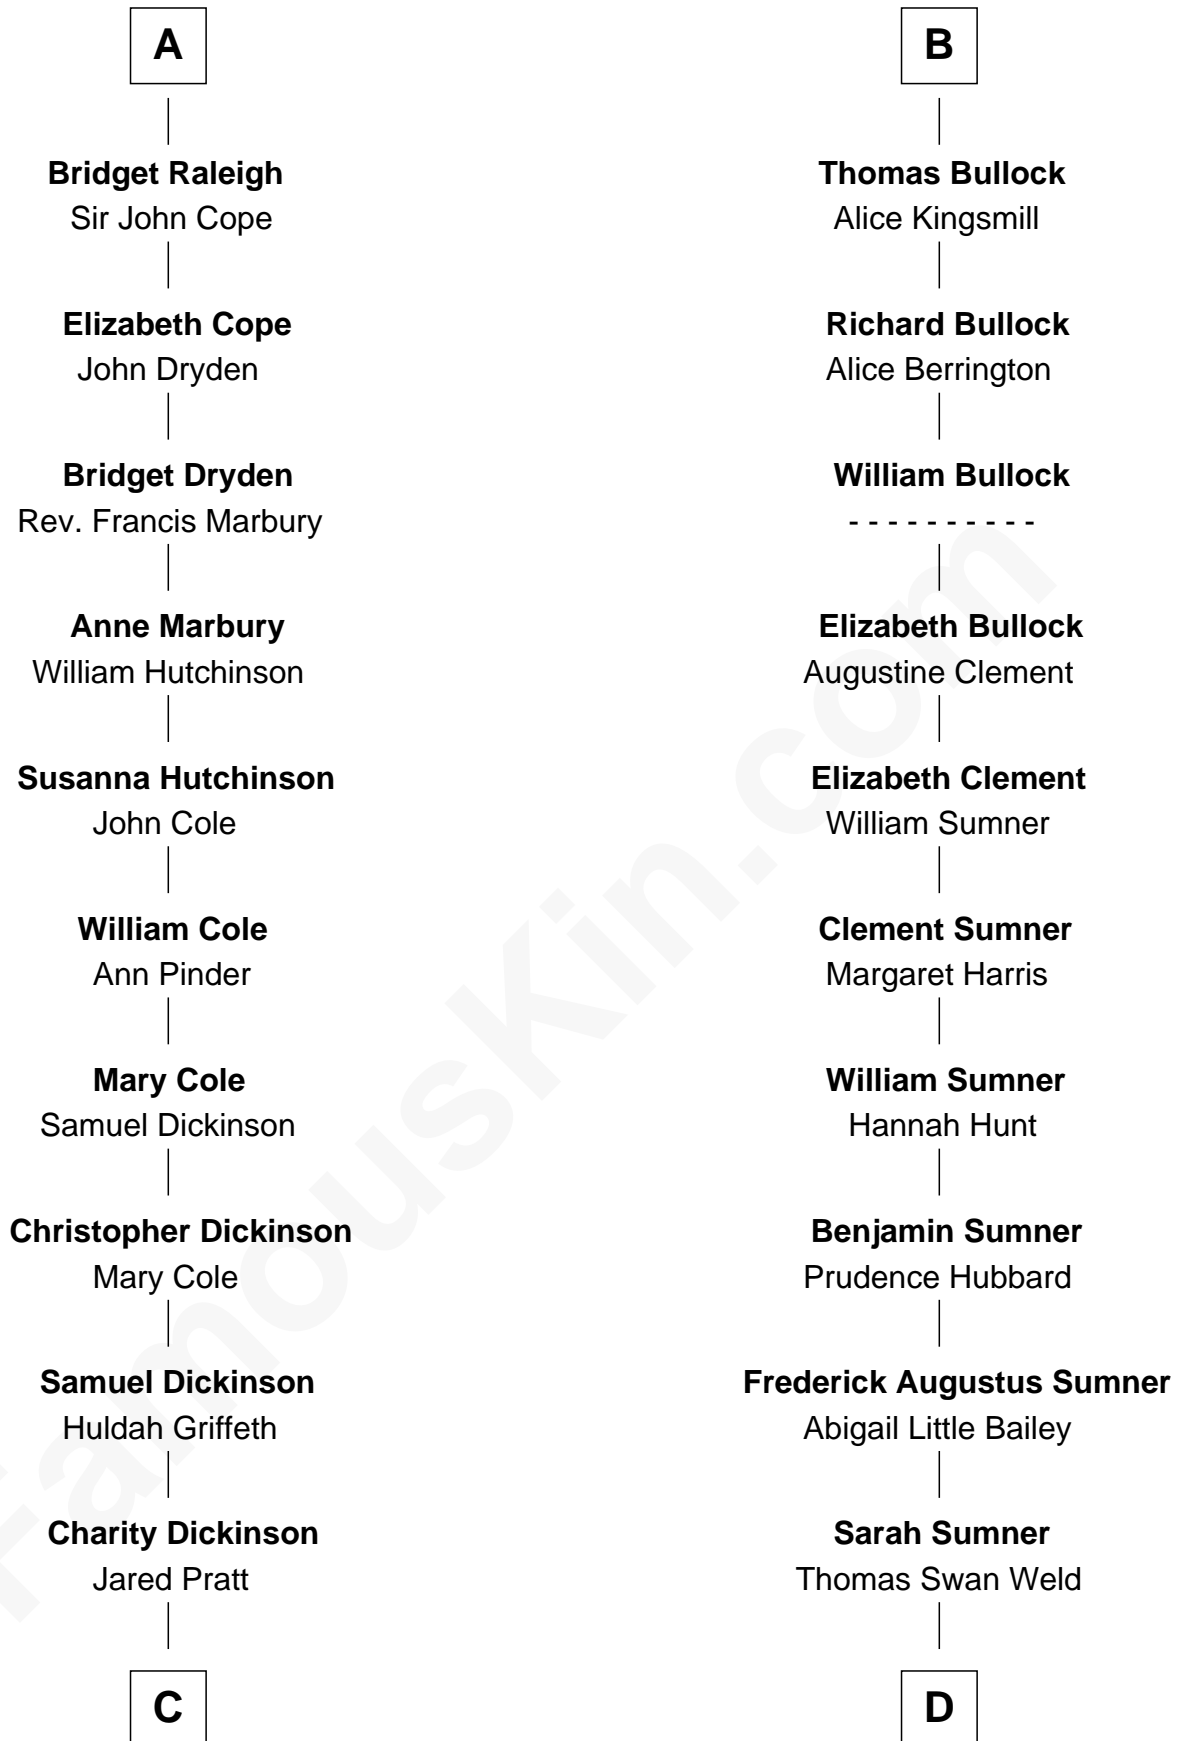 A
Bridget Raleigh
Sir John Cope
Elizabeth Cope
John Dryden
Bridget Dryden
Rev. Francis Marbury
Anne Marbury
William Hutchinson
Susanna Hutchinson
John Cole
William Cole
Ann Pinder
Mary Cole
Samuel Dickinson
Christopher Dickinson
Mary Cole
Samuel Dickinson
Huldah Griffeth
Charity Dickinson
Jared Pratt
C
B
Thomas Bullock
Alice Kingsmill
Richard Bullock
Alice Berrington
William Bullock
- - - - - - - - - -
Elizabeth Bullock
Augustine Clement
Elizabeth Clement
William Sumner
Clement Sumner
Margaret Harris
William Sumner
Hannah Hunt
Benjamin Sumner
Prudence Hubbard
Frederick Augustus Sumner
Abigail Little Bailey
Sarah Sumner
Thomas Swan Weld
D
FamousKin.com